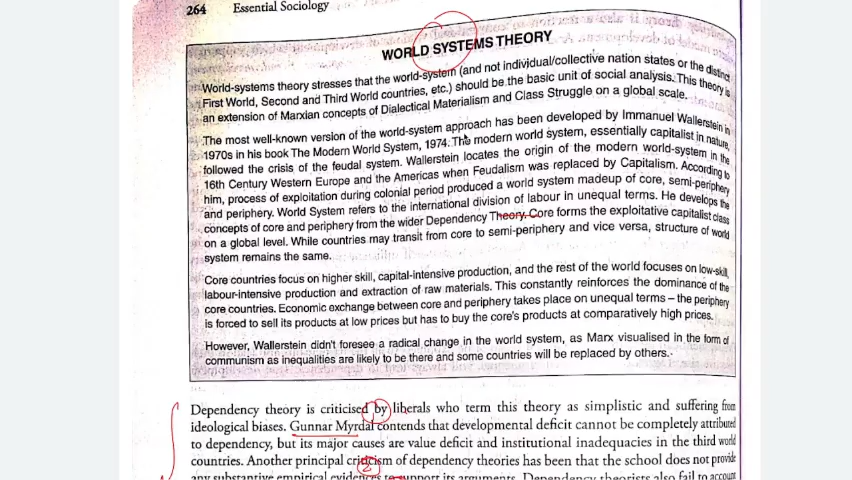 264 Essential Sociology
WORLD SYSTEMS THEORY
World-systems theory stresses that the world-system (and not individual/collective nation states or the distinct
First World, Second and Third World countries, etc.) should be the basic unit of social analysis. This theory is
an extension of Marxian concepts of Dialectical Materialism and Class Struggle on a global scale.
The most well-known version of the world-system approach has been developed by Immanuel Wallerstein in
1970s in his book The Modern World System, 1974. The modern world system, essentially capitalist in nature,
followed the crisis of the feudal system. Wallerstein locates the origin of the modern world-system in the
16th Century Western Europe and the Americas when Feudalism was replaced by Capitalism. According to
him, process of exploitation during colonial period produced a world system madeup of core, semi-periphery
and periphery. World System refers to the international division of labour in unequal terms. He develops the
concepts of core and periphery from the wider Dependency Theory. Core forms the exploitative capitalist class
on a global level. While countries may transit from core to semi-periphery and vice versa, structure of world
system remains the same.
Core countries focus on higher skill, capital-intensive production, and the rest of the world focuses on low-skill,
labour-intensive production and extraction of raw materials. This constantly reinforces the dominance of the
core countries. Economic exchange between core and periphery takes place on unequal terms – the periphery
is forced to sell its products at low prices but has to buy the core's products at comparatively high prices.
However, Wallerstein didn't foresee a radical change in the world system, as Marx visualised in the form of
communism as inequalities are likely to be there and some countries will be replaced by others.
Dependency theory is criticised by liberals who term this theory as simplistic and suffering from
ideological biases. Gunnar Myrdal contends that developmental deficit cannot be completely attributed
to dependency, but its major causes are value deficit and institutional inadequacies in the third world
countries. Another principal criticism of dependency theories has been that the school does not provide
any substantive empirical evidences to support its arguments. Dependency theorists also fail to account